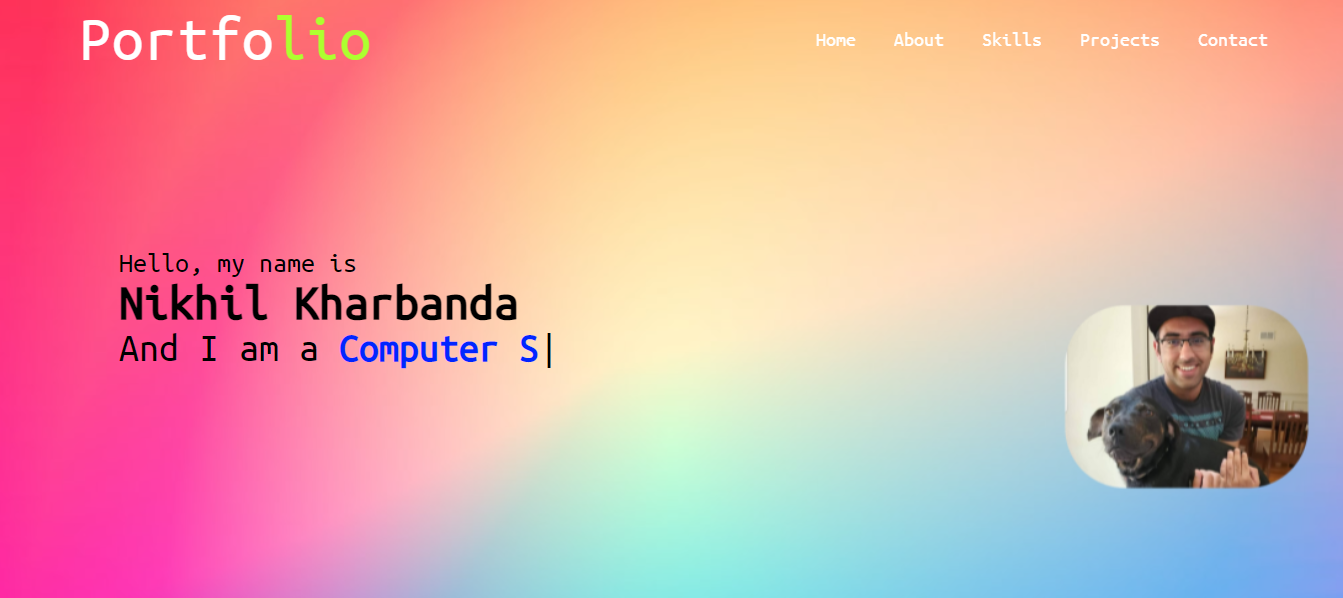 Portfolio
Home About Skills Projects Contact
Hello, my name is
Nikhil Kharbanda
And I am a Computer S|